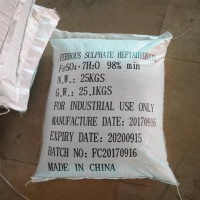 FERROUS SULPHATE HEPTAHYDRATE
FeSO₄·7H₂O 98% min
N.W.: 25KGS
G.W.: 25,1KGS
FOR INDUSTRIAL USE ONLY
MANUFACTURE DATE: 20170916
EXPIRY DATE: 20200915
BATCH NO: FC20170916
MADE IN CHINA